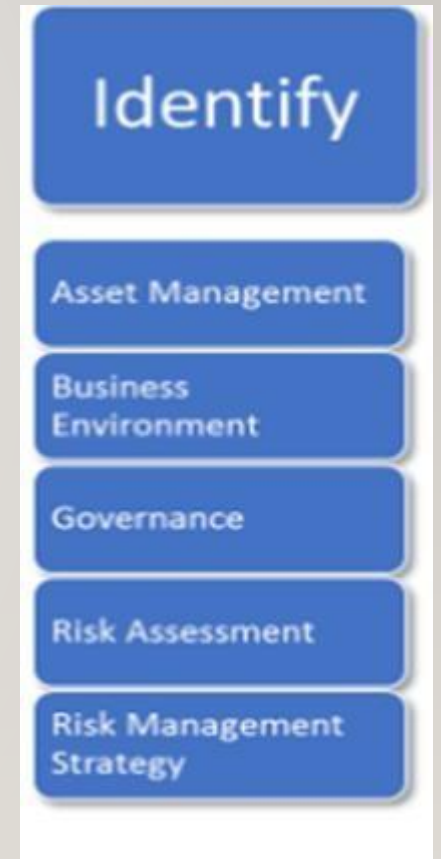 Identify
Asset Management
Business
Environment
Governance
Risk Assessment
Risk Management
Strategy